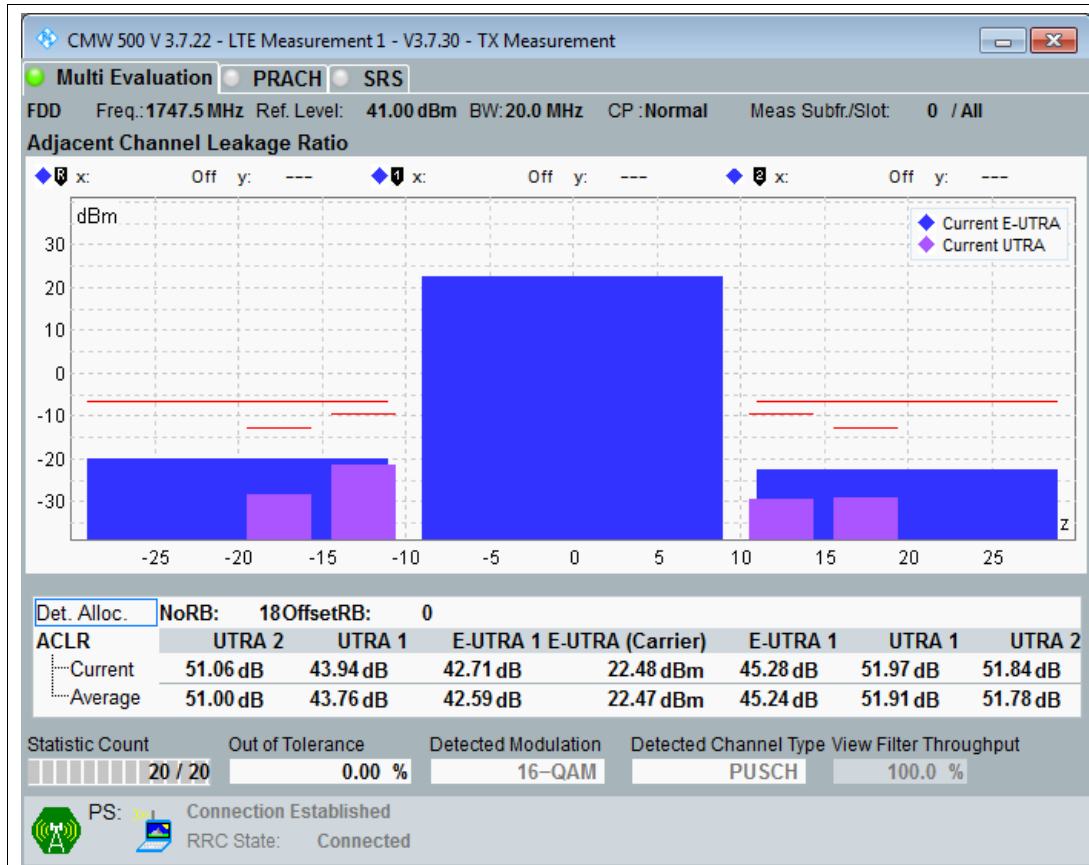 CMW 500 V 3.7.22 - LTE Measurement 1 - V3.7.30 - TX Measurement
Multi Evaluation PRACH SRS
FDD Freq.: 1747.5 MHz Ref. Level: 41.00 dBm BW: 20.0 MHz CP : Normal Meas Subfr./Slot: 0 / All
Adjacent Channel Leakage Ratio
R x: Off y: --- 1 x: Off y: --- 2 x: Off y: ---
dBm
Current E-UTRA
Current UTRA
30
20
10
0
-10
-20
-30
z
-25 -20 -15 -10 -5 0 5 10 15 20 25
Det. Alloc. NoRB: 18 OffsetRB: 0
ACLR UTRA 2 UTRA 1 E-UTRA 1 E-UTRA (Carrier) E-UTRA 1 UTRA 1 UTRA 2
Current 51.06 dB 43.94 dB 42.71 dB 22.48 dBm 45.28 dB 51.97 dB 51.84 dB
Average 51.00 dB 43.76 dB 42.59 dB 22.47 dBm 45.24 dB 51.91 dB 51.78 dB
Statistic Count Out of Tolerance Detected Modulation Detected Channel Type View Filter Throughput
20 / 20 0.00 % 16-QAM PUSCH 100.0 %
PS: Connection Established
RRC State: Connected